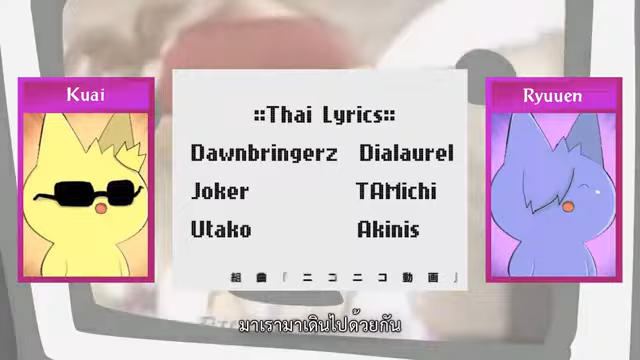 Kuai
Ryuuen
::Thai Lyrics::
Dawnbringerz Dialaurel
Joker TAMichi
Utako Akinis
組曲『ニコニコ動画』
มาเรามาเดินไปด้วยกัน